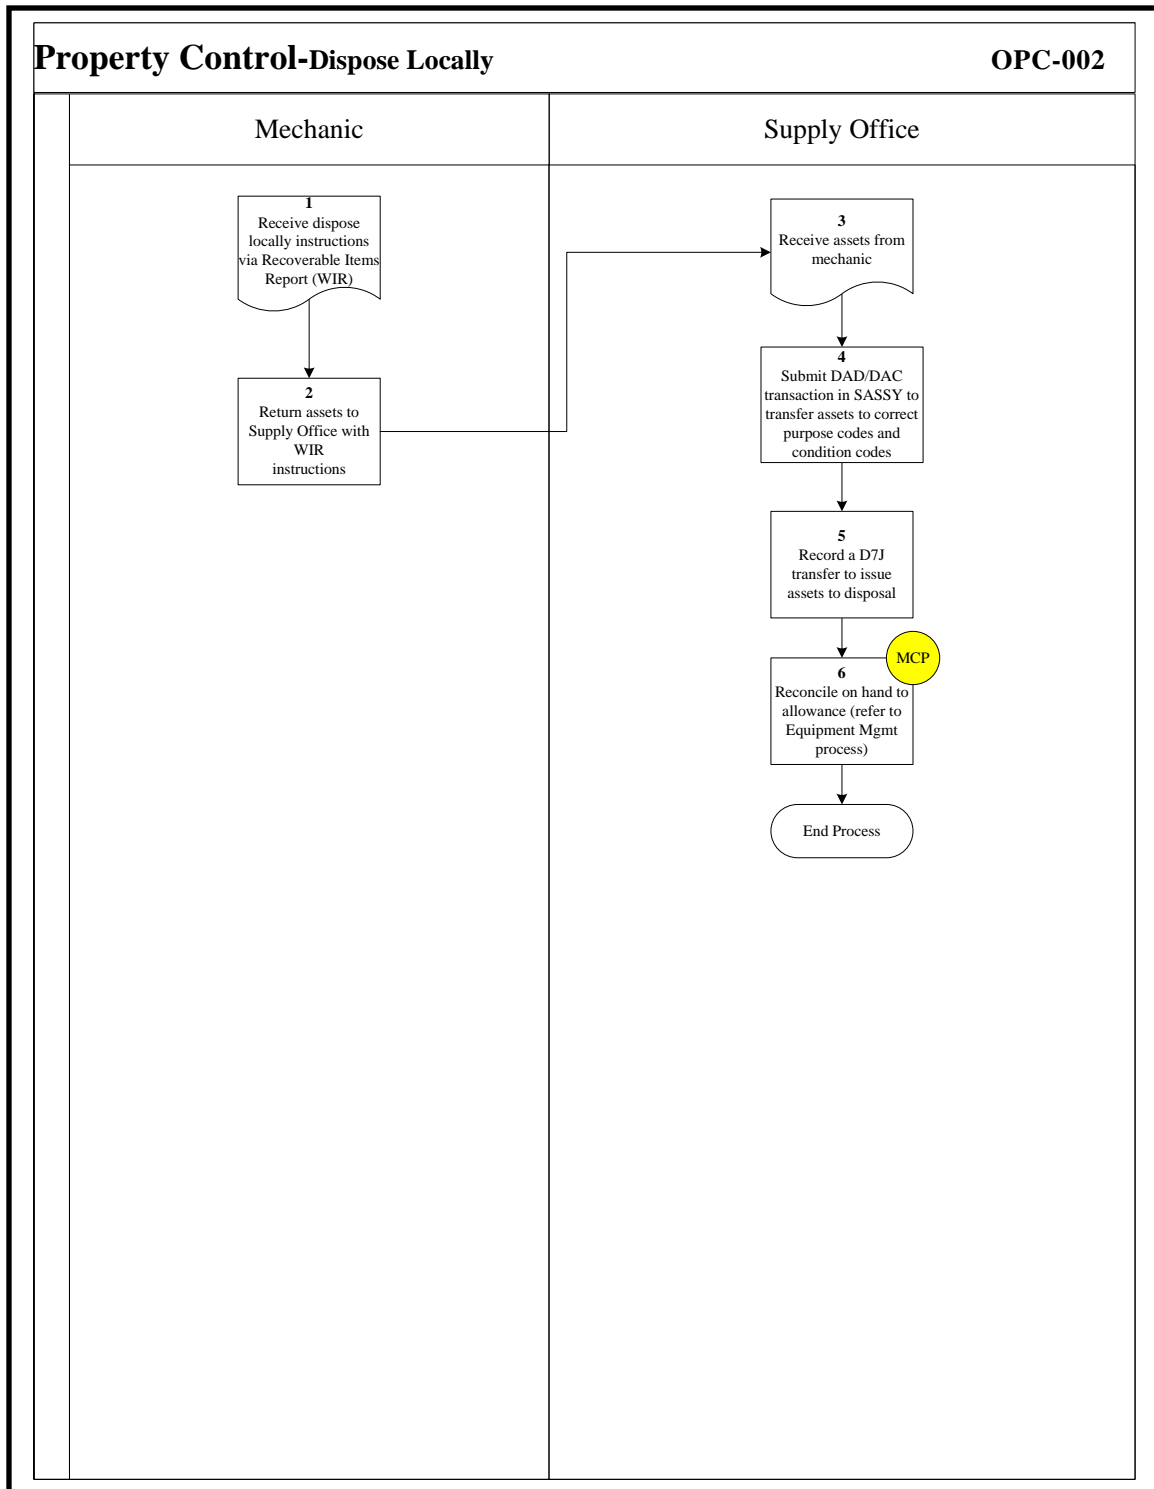 Property Control-Dispose Locally
OPC-002
Mechanic
Supply Office
1
Receive dispose
locally instructions
via Recoverable Items
Report (WIR)
2
Return assets to
Supply Office with
WIR
instructions
3
Receive assets from
mechanic
4
Submit DAD/DAC
transaction in SASSY to
transfer assets to correct
purpose codes and
condition codes
5
Record a D7J
transfer to issue
assets to disposal
MCP
6
Reconcile on hand to
allowance (refer to
Equipment Mgmt
process)
End Process